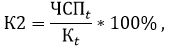 К2 = ЧСПₜ / Кₜ * 100% ,